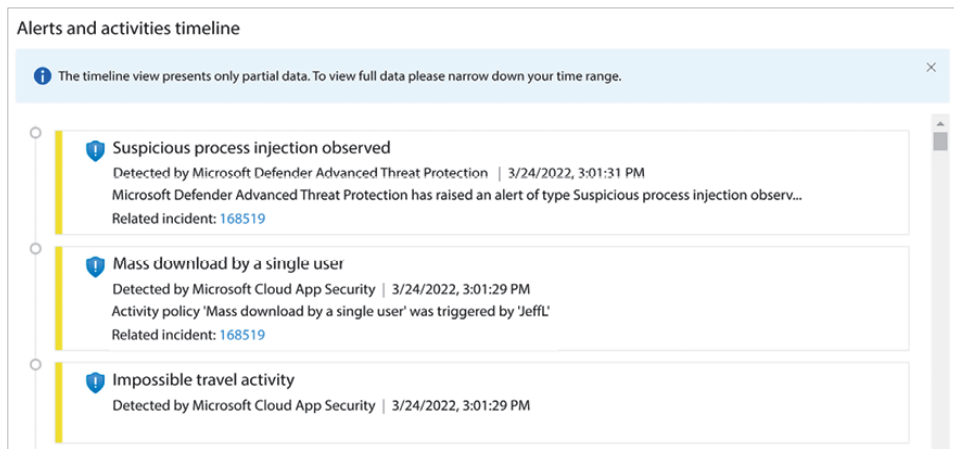 Alerts and activities timeline
The timeline view presents only partial data. To view full data please narrow down your time range.
Suspicious process injection observed
Detected by Microsoft Defender Advanced Threat Protection | 3/24/2022, 3:01:31 PM
Microsoft Defender Advanced Threat Protection has raised an alert of type Suspicious process injection observ...
Related incident: 168519
Mass download by a single user
Detected by Microsoft Cloud App Security | 3/24/2022, 3:01:29 PM
Activity policy 'Mass download by a single user' was triggered by 'JeffL'
Related incident: 168519
Impossible travel activity
Detected by Microsoft Cloud App Security | 3/24/2022, 3:01:29 PM